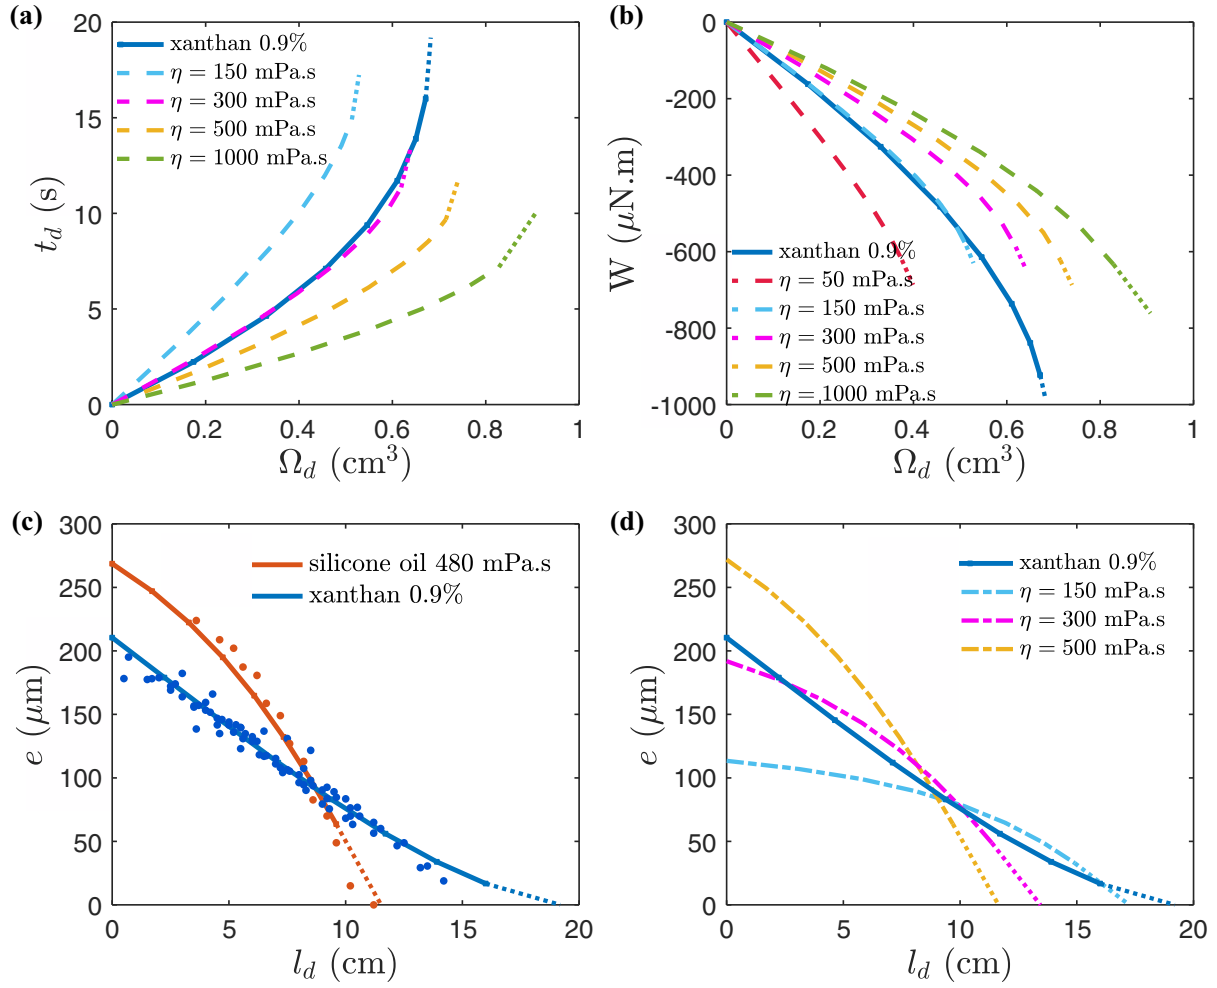 (a)
20
15
10
5
0
t_d (s)
xanthan 0.9%
η = 150 mPa.s
η = 300 mPa.s
η = 500 mPa.s
η = 1000 mPa.s
0 0.2 0.4 0.6 0.8 1
Ω_d (cm³)
(b)
0
-200
-400
-600
-800
-1000
W (μN.m)
xanthan 0.9%
η = 50 mPa.s
η = 150 mPa.s
η = 300 mPa.s
η = 500 mPa.s
η = 1000 mPa.s
0 0.2 0.4 0.6 0.8 1
Ω_d (cm³)
(c)
300
250
200
150
100
50
0
e (μm)
silicone oil 480 mPa.s
xanthan 0.9%
0 5 10 15 20
l_d (cm)
(d)
300
250
200
150
100
50
0
e (μm)
xanthan 0.9%
η = 150 mPa.s
η = 300 mPa.s
η = 500 mPa.s
0 5 10 15 20
l_d (cm)